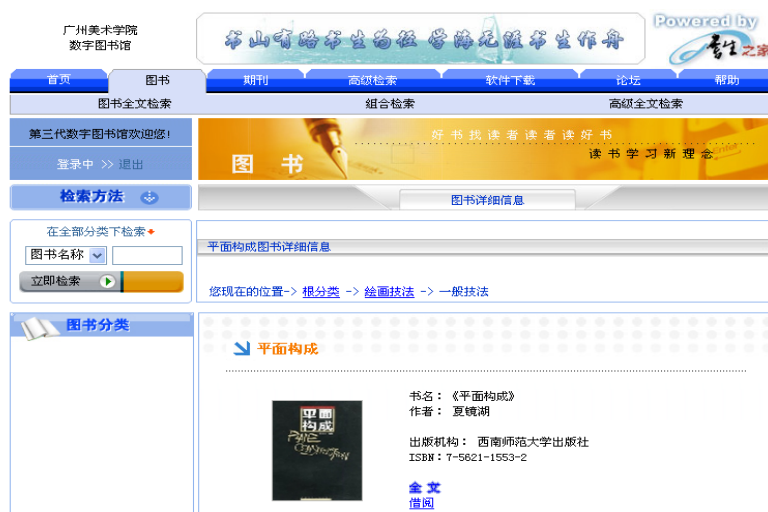 广州美术学院
数字图书馆
书山有路书生为径 学海无涯书生作舟
Powered by
书生之家
首页 图书 期刊 高级检索 软件下载 论坛 帮助
图书全文检索 组合检索 高级全文检索
第三代数字图书馆欢迎您!
登录中 >> 退出
好书找读者读者读好书
读书学习新理念
图书
检索方法
图书详细信息
在全部分类下检索
图书名称
立即检索
平面构成图书详细信息
您现在的位置-> 根分类 -> 绘画技法 -> 一般技法
图书分类
平面构成
平面
构成
书名:《平面构成》
作者: 夏镜湖
出版机构: 西南师范大学出版社
ISBN:7-5621-1553-2
全文
借阅